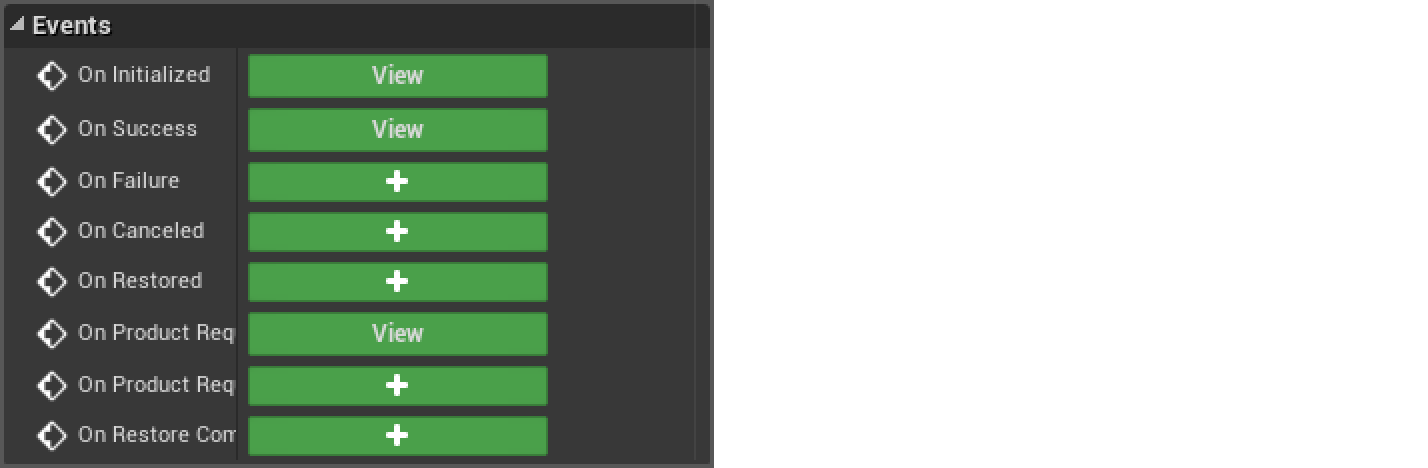 Events
On Initialized View
On Success View
On Failure
On Canceled
On Restored
On Product Req View
On Product Req
On Restore Com